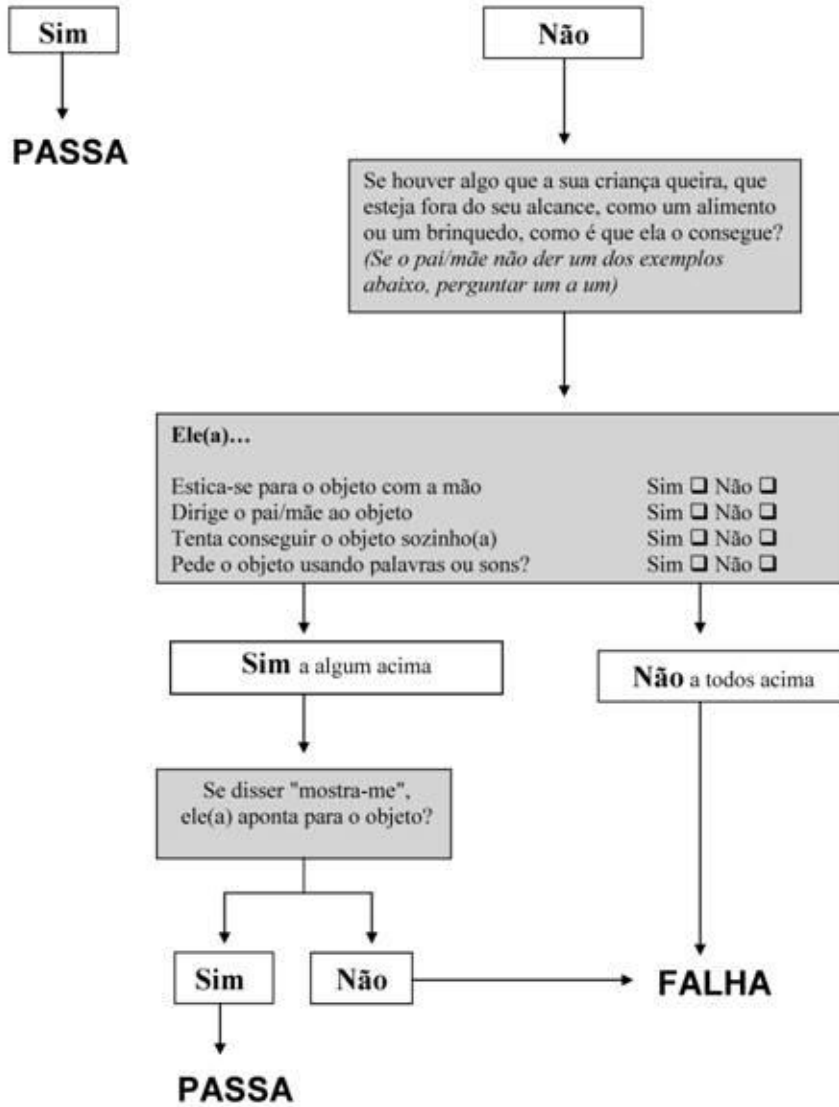 Sim
Não
PASSA
Se houver algo que a sua criança queira, que
esteja fora do seu alcance, como um alimento
ou um brinquedo, como é que ela o consegue?
(Se o pai/mãe não der um dos exemplos
abaixo, perguntar um a um)
Ele(a)…
Estica-se para o objeto com a mão Sim ❑ Não ❑
Dirige o pai/mãe ao objeto Sim ❑ Não ❑
Tenta conseguir o objeto sozinho(a) Sim ❑ Não ❑
Pede o objeto usando palavras ou sons? Sim ❑ Não ❑
Sim a algum acima
Não a todos acima
Se disser "mostra-me",
ele(a) aponta para o objeto?
Sim
Não
FALHA
PASSA